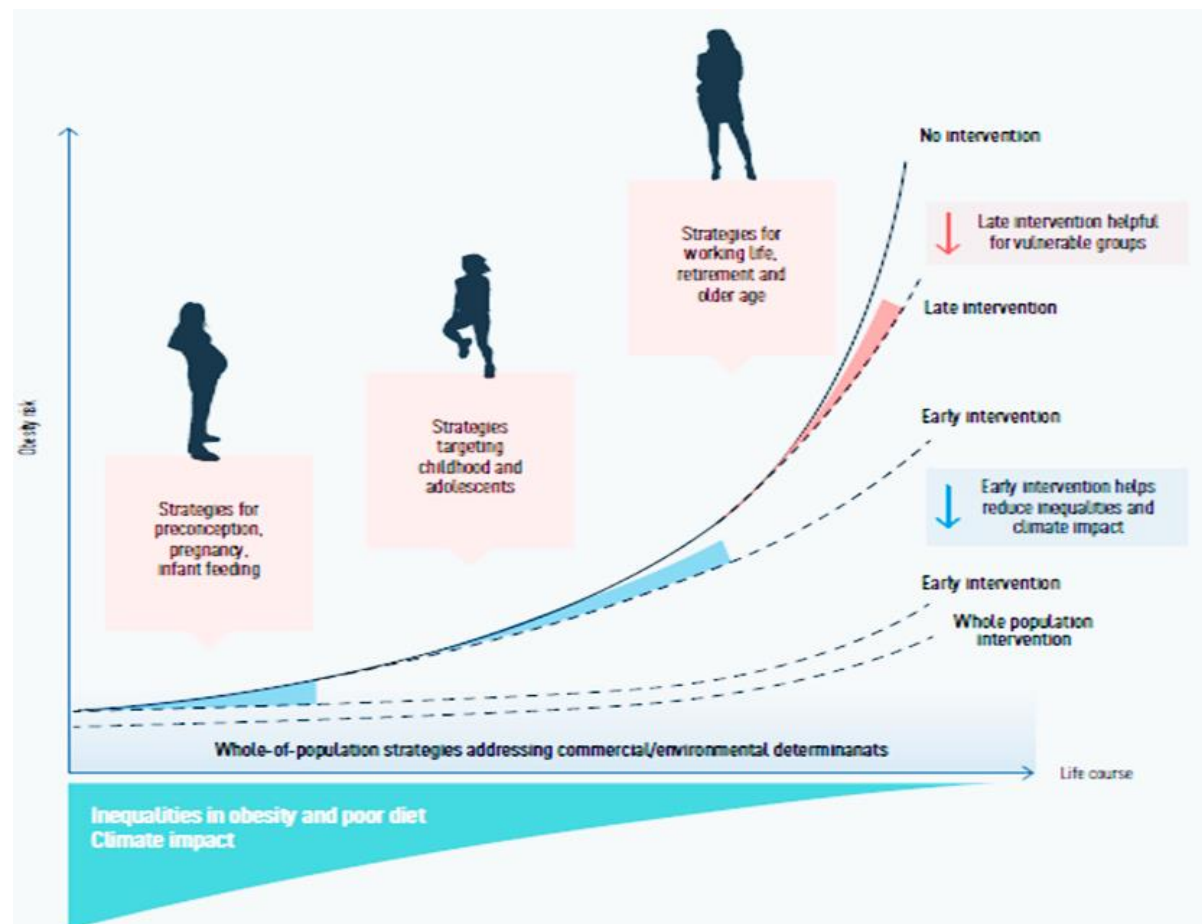 No intervention
Late intervention helpful
for vulnerable groups
Strategies for
working life,
retirement and
older age
Late intervention
Obesity risk
Strategies
targeting
childhood and
adolescents
Early intervention
Strategies for
preconception,
pregnancy,
infant feeding
Early intervention helps
reduce inequalities and
climate impact
Early intervention
Whole population
intervention
Whole-of-population strategies addressing commercial/environmental determinanats
Life course
Inequalities in obesity and poor diet
Climate impact